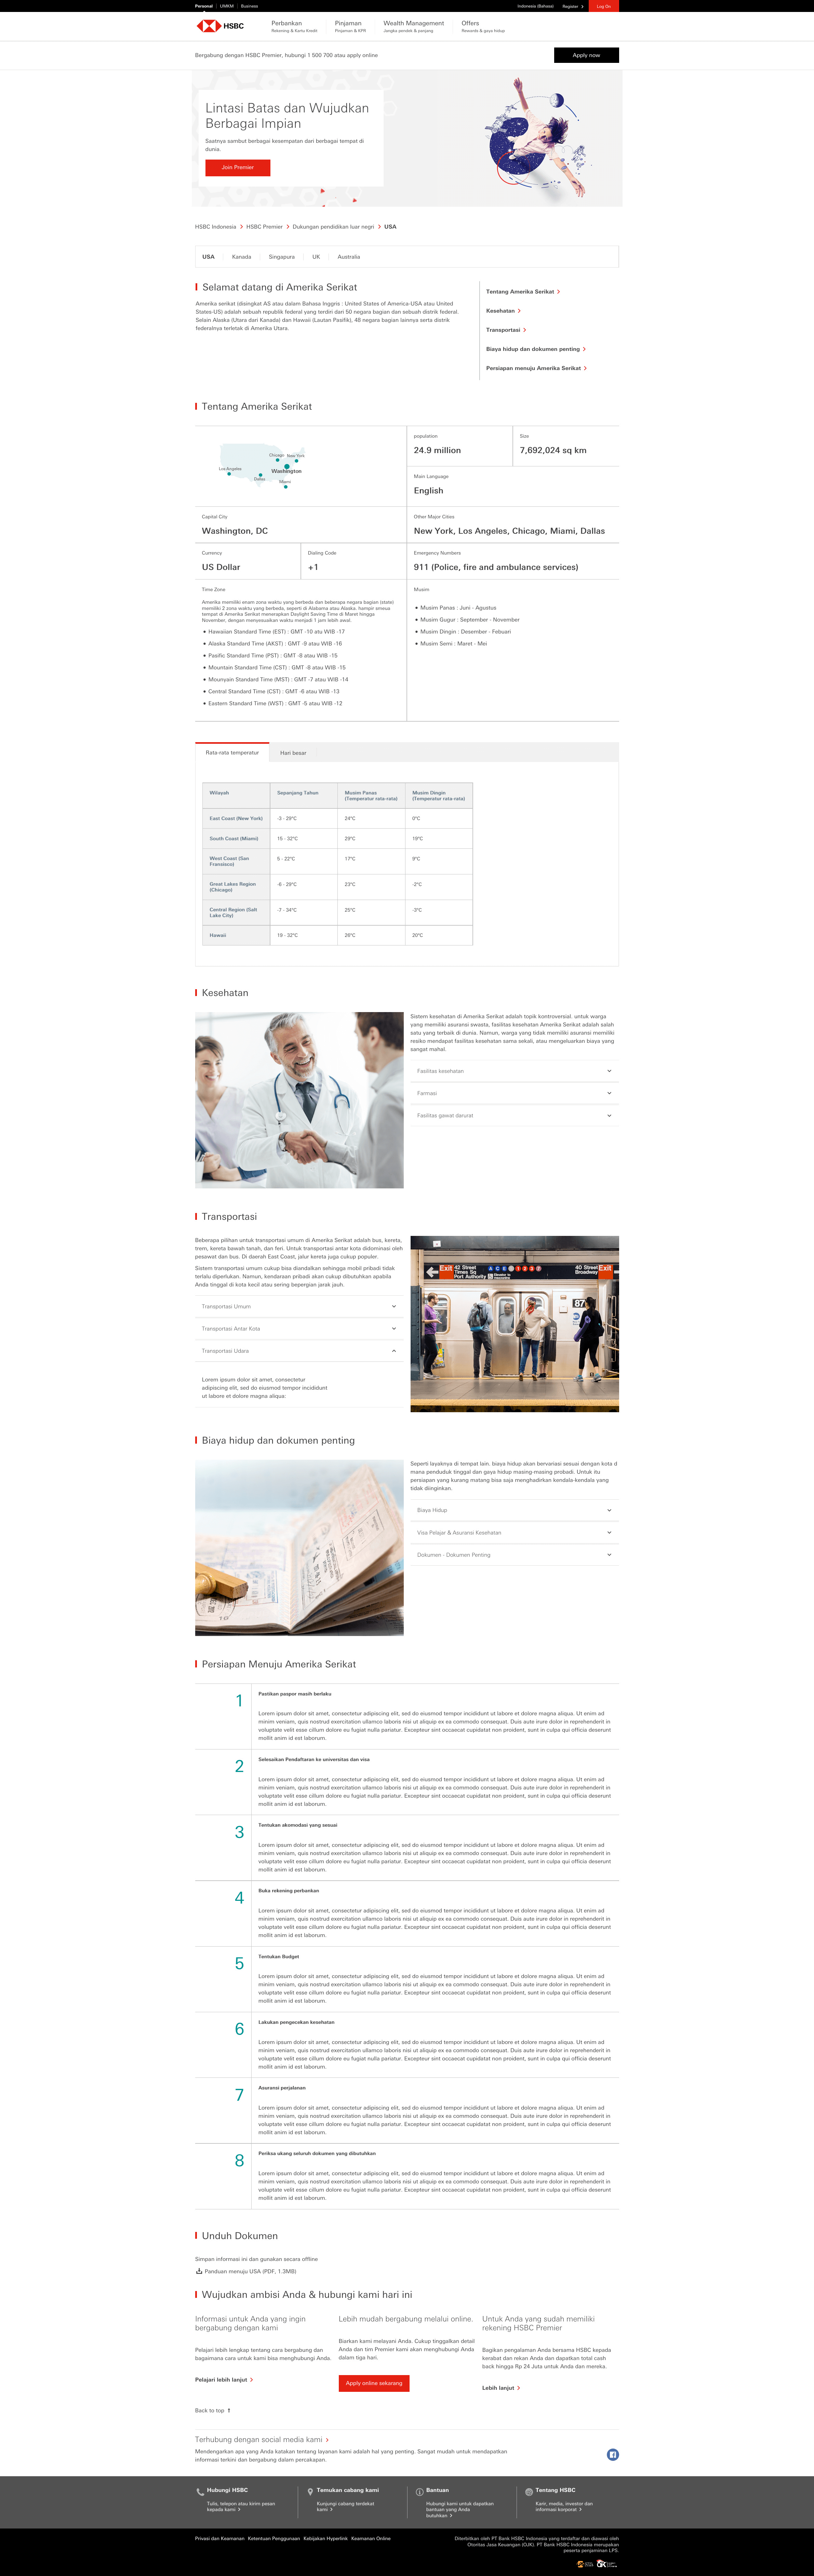 Personal UMKM Business Indonesia (Bahasa) Register Log On
HSBC
Perbankan Pinjaman Wealth Management Offers
Rekening & Kartu Kredit Pinjaman & KPR Jangka pendek & panjang Rewards & gaya hidup
Bergabung dengan HSBC Premier, hubungi 1 500 700 atau apply online
Apply now
Lintasi Batas dan Wujudkan
Berbagai Impian
Saatnya sambut berbagai kesempatan dari berbagai tempat di
dunia.
Join Premier
HSBC Indonesia HSBC Premier Dukungan pendidikan luar negri USA
USA Kanada Singapura UK Australia
Selamat datang di Amerika Serikat
Amerika serikat (disingkat AS atau dalam Bahasa Inggris : United States of America-USA atau United
States-US) adalah sebuah republik federal yang terdiri dari 50 negara bagian dan sebuah distrik federal.
Selain Alaska (Utara dari Kanada) dan Hawaii (Lautan Pasifik), 48 negara bagian lainnya serta distrik
federalnya terletak di Amerika Utara.
Tentang Amerika Serikat
Kesehatan
Transportasi
Biaya hidup dan dokumen penting
Persiapan menuju Amerika Serikat
Tentang Amerika Serikat
Chicago New York
Los Angeles
Washington
Dallas
Miami
population
24.9 million
Size
7,692,024 sq km
Main Language
English
Capital City
Washington, DC
Other Major Cities
New York, Los Angeles, Chicago, Miami, Dallas
Currency
US Dollar
Dialing Code
+1
Emergency Numbers
911 (Police, fire and ambulance services)
Time Zone
Amerika memiliki enam zona waktu yang berbeda dan beberapa negara bagian (state)
memiliki 2 zona waktu yang berbeda, seperti di Alabama atau Alaska. hampir smeua
tempat di Amerika Serikat menerapkan Daylight Saving Time di Maret hingga
November, dengan menyesuaikan waktu menjadi 1 jam lebih awal.
Hawaiian Standard Time (EST) : GMT -10 atu WIB -17
Alaska Standard Time (AKST) : GMT -9 atau WIB -16
Pasific Standard Time (PST) : GMT -8 atau WIB -15
Mountain Standard Time (CST) : GMT -8 atau WIB -15
Mounyain Standard Time (MST) : GMT -7 atau WIB -14
Central Standard Time (CST) : GMT -6 atau WIB -13
Eastern Standard Time (WST) : GMT -5 atau WIB -12
Musim
Musim Panas : Juni - Agustus
Musim Gugur : September - November
Musim Dingin : Desember - Febuari
Musim Semi : Maret - Mei
Rata-rata temperatur Hari besar
Wilayah Sepanjang Tahun Musim Panas (Temperatur rata-rata) Musim DIngin (Temperatur rata-rata)
East Coast (New York) -3 - 29°C 24°C 0°C
South Coast (Miami) 15 - 32°C 29°C 19°C
West Coast (San Fransisco) 5 - 22°C 17°C 9°C
Great Lakes Region (Chicago) -6 - 29°C 23°C -2°C
Central Region (Salt Lake City) -7 - 34°C 25°C -3°C
Hawaii 19 - 32°C 26°C 20°C
Kesehatan
Sistem kesehatan di Amerika Serikat adalah topik kontroversial. untuk warga
yang memiliki asuransi swasta, fasilitas kesehatan Amerika Serikat adalah salah
satu yang terbaik di dunia. Namun, warga yang tidak memiliki asuransi memiliki
resiko mendapat fasilitas kesehatan sama sekali, atau mengeluarkan biaya yang
sangat mahal.
Fasilitas kesehatan
Farmasi
Fasilitas gawat darurat
Transportasi
Beberapa pilihan untuk transportasi umum di Amerika Serikat adalah bus, kereta,
trem, kereta bawah tanah, dan feri. Untuk transportasi antar kota didominasi oleh
pesawat dan bus. Di daerah East Coast, jalur kereta juga cukup populer.
Sistem transportasi umum cukup bisa diandalkan sehingga mobil pribadi tidak
terlalu diperlukan. Namun, kendaraan pribadi akan cukup dibutuhkan apabila
Anda tinggal di kota kecil atau sering bepergian jarak jauh.
Transportasi Umum
Transportasi Antar Kota
Transportasi Udara
Lorem ipsum dolor sit amet, consectetur
adipiscing elit, sed do eiusmod tempor incididunt
ut labore et dolore magna aliqua:
Exit 42 Street
Times Sq
Port Authority
A C E 1 2 3 7
40 Street
Broadway Exit
Biaya hidup dan dokumen penting
Seperti layaknya di tempat lain. biaya hidup akan bervariasi sesuai dengan kota d
mana penduduk tinggal dan gaya hidup masing-masing probadi. Untuk itu
persiapan yang kurang matang bisa saja menghadirkan kendala-kendala yang
tidak diinginkan.
Biaya Hidup
Visa Pelajar & Asuransi Kesehatan
Dokumen - Dokumen Penting
Persiapan Menuju Amerika Serikat
1 Pastikan paspor masih berlaku
Lorem ipsum dolor sit amet, consectetur adipiscing elit, sed do eiusmod tempor incididunt ut labore et dolore magna aliqua. Ut enim ad
minim veniam, quis nostrud exercitation ullamco laboris nisi ut aliquip ex ea commodo consequat. Duis aute irure dolor in reprehenderit in
voluptate velit esse cillum dolore eu fugiat nulla pariatur. Excepteur sint occaecat cupidatat non proident, sunt in culpa qui officia deserunt
mollit anim id est laborum.
2 Selesaikan Pendaftaran ke universitas dan visa
Lorem ipsum dolor sit amet, consectetur adipiscing elit, sed do eiusmod tempor incididunt ut labore et dolore magna aliqua. Ut enim ad
minim veniam, quis nostrud exercitation ullamco laboris nisi ut aliquip ex ea commodo consequat. Duis aute irure dolor in reprehenderit in
voluptate velit esse cillum dolore eu fugiat nulla pariatur. Excepteur sint occaecat cupidatat non proident, sunt in culpa qui officia deserunt
mollit anim id est laborum.
3 Tentukan akomodasi yang sesuai
Lorem ipsum dolor sit amet, consectetur adipiscing elit, sed do eiusmod tempor incididunt ut labore et dolore magna aliqua. Ut enim ad
minim veniam, quis nostrud exercitation ullamco laboris nisi ut aliquip ex ea commodo consequat. Duis aute irure dolor in reprehenderit in
voluptate velit esse cillum dolore eu fugiat nulla pariatur. Excepteur sint occaecat cupidatat non proident, sunt in culpa qui officia deserunt
mollit anim id est laborum.
4 Buka rekening perbankan
Lorem ipsum dolor sit amet, consectetur adipiscing elit, sed do eiusmod tempor incididunt ut labore et dolore magna aliqua. Ut enim ad
minim veniam, quis nostrud exercitation ullamco laboris nisi ut aliquip ex ea commodo consequat. Duis aute irure dolor in reprehenderit in
voluptate velit esse cillum dolore eu fugiat nulla pariatur. Excepteur sint occaecat cupidatat non proident, sunt in culpa qui officia deserunt
mollit anim id est laborum.
5 Tentukan Budget
Lorem ipsum dolor sit amet, consectetur adipiscing elit, sed do eiusmod tempor incididunt ut labore et dolore magna aliqua. Ut enim ad
minim veniam, quis nostrud exercitation ullamco laboris nisi ut aliquip ex ea commodo consequat. Duis aute irure dolor in reprehenderit in
voluptate velit esse cillum dolore eu fugiat nulla pariatur. Excepteur sint occaecat cupidatat non proident, sunt in culpa qui officia deserunt
mollit anim id est laborum.
6 Lakukan pengecekan kesehatan
Lorem ipsum dolor sit amet, consectetur adipiscing elit, sed do eiusmod tempor incididunt ut labore et dolore magna aliqua. Ut enim ad
minim veniam, quis nostrud exercitation ullamco laboris nisi ut aliquip ex ea commodo consequat. Duis aute irure dolor in reprehenderit in
voluptate velit esse cillum dolore eu fugiat nulla pariatur. Excepteur sint occaecat cupidatat non proident, sunt in culpa qui officia deserunt
mollit anim id est laborum.
7 Asuransi perjalanan
Lorem ipsum dolor sit amet, consectetur adipiscing elit, sed do eiusmod tempor incididunt ut labore et dolore magna aliqua. Ut enim ad
minim veniam, quis nostrud exercitation ullamco laboris nisi ut aliquip ex ea commodo consequat. Duis aute irure dolor in reprehenderit in
voluptate velit esse cillum dolore eu fugiat nulla pariatur. Excepteur sint occaecat cupidatat non proident, sunt in culpa qui officia deserunt
mollit anim id est laborum.
8 Periksa ukang seluruh dokumen yang dibutuhkan
Lorem ipsum dolor sit amet, consectetur adipiscing elit, sed do eiusmod tempor incididunt ut labore et dolore magna aliqua. Ut enim ad
minim veniam, quis nostrud exercitation ullamco laboris nisi ut aliquip ex ea commodo consequat. Duis aute irure dolor in reprehenderit in
voluptate velit esse cillum dolore eu fugiat nulla pariatur. Excepteur sint occaecat cupidatat non proident, sunt in culpa qui officia deserunt
mollit anim id est laborum.
Unduh Dokumen
Simpan informasi ini dan gunakan secara offline
Panduan menuju USA (PDF, 1.3MB)
Wujudkan ambisi Anda & hubungi kami hari ini
Informasi untuk Anda yang ingin
bergabung dengan kami
Pelajari lebih lengkap tentang cara bergabung dan
bagaimana cara untuk kami bisa menghubungi Anda.
Pelajari lebih lanjut
Lebih mudah bergabung melalui online.
Biarkan kami melayani Anda. Cukup tinggalkan detail
Anda dan tim Premier kami akan menghubungi Anda
dalam tiga hari.
Apply online sekarang
Untuk Anda yang sudah memiliki
rekening HSBC Premier
Bagikan pengalaman Anda bersama HSBC kepada
kerabat dan rekan Anda dan dapatkan total cash
back hingga Rp 24 Juta untuk Anda dan mereka.
Lebih lanjut
Back to top
Terhubung dengan social media kami
Mendengarkan apa yang Anda katakan tentang layanan kami adalah hal yang penting. Sangat mudah untuk mendapatkan
informasi terkini dan bergabung dalam percakapan.
Hubungi HSBC
Tulis, telepon atau kirim pesan
kepada kami
Temukan cabang kami
Kunjungi cabang terdekat
kami
Bantuan
Hubungi kami untuk dapatkan
bantuan yang Anda
butuhkan
Tentang HSBC
Karir, media, investor dan
informasi korporat
Privasi dan Keamanan Ketentuan Penggunaan Kebijakan Hyperlink Keamanan Online
Diterbitkan oleh PT Bank HSBC Indonesia yang terdaftar dan diawasi oleh
Otoritas Jasa Keuangan (OJK). PT Bank HSBC Indonesia merupakan
peserta penjaminan LPS.